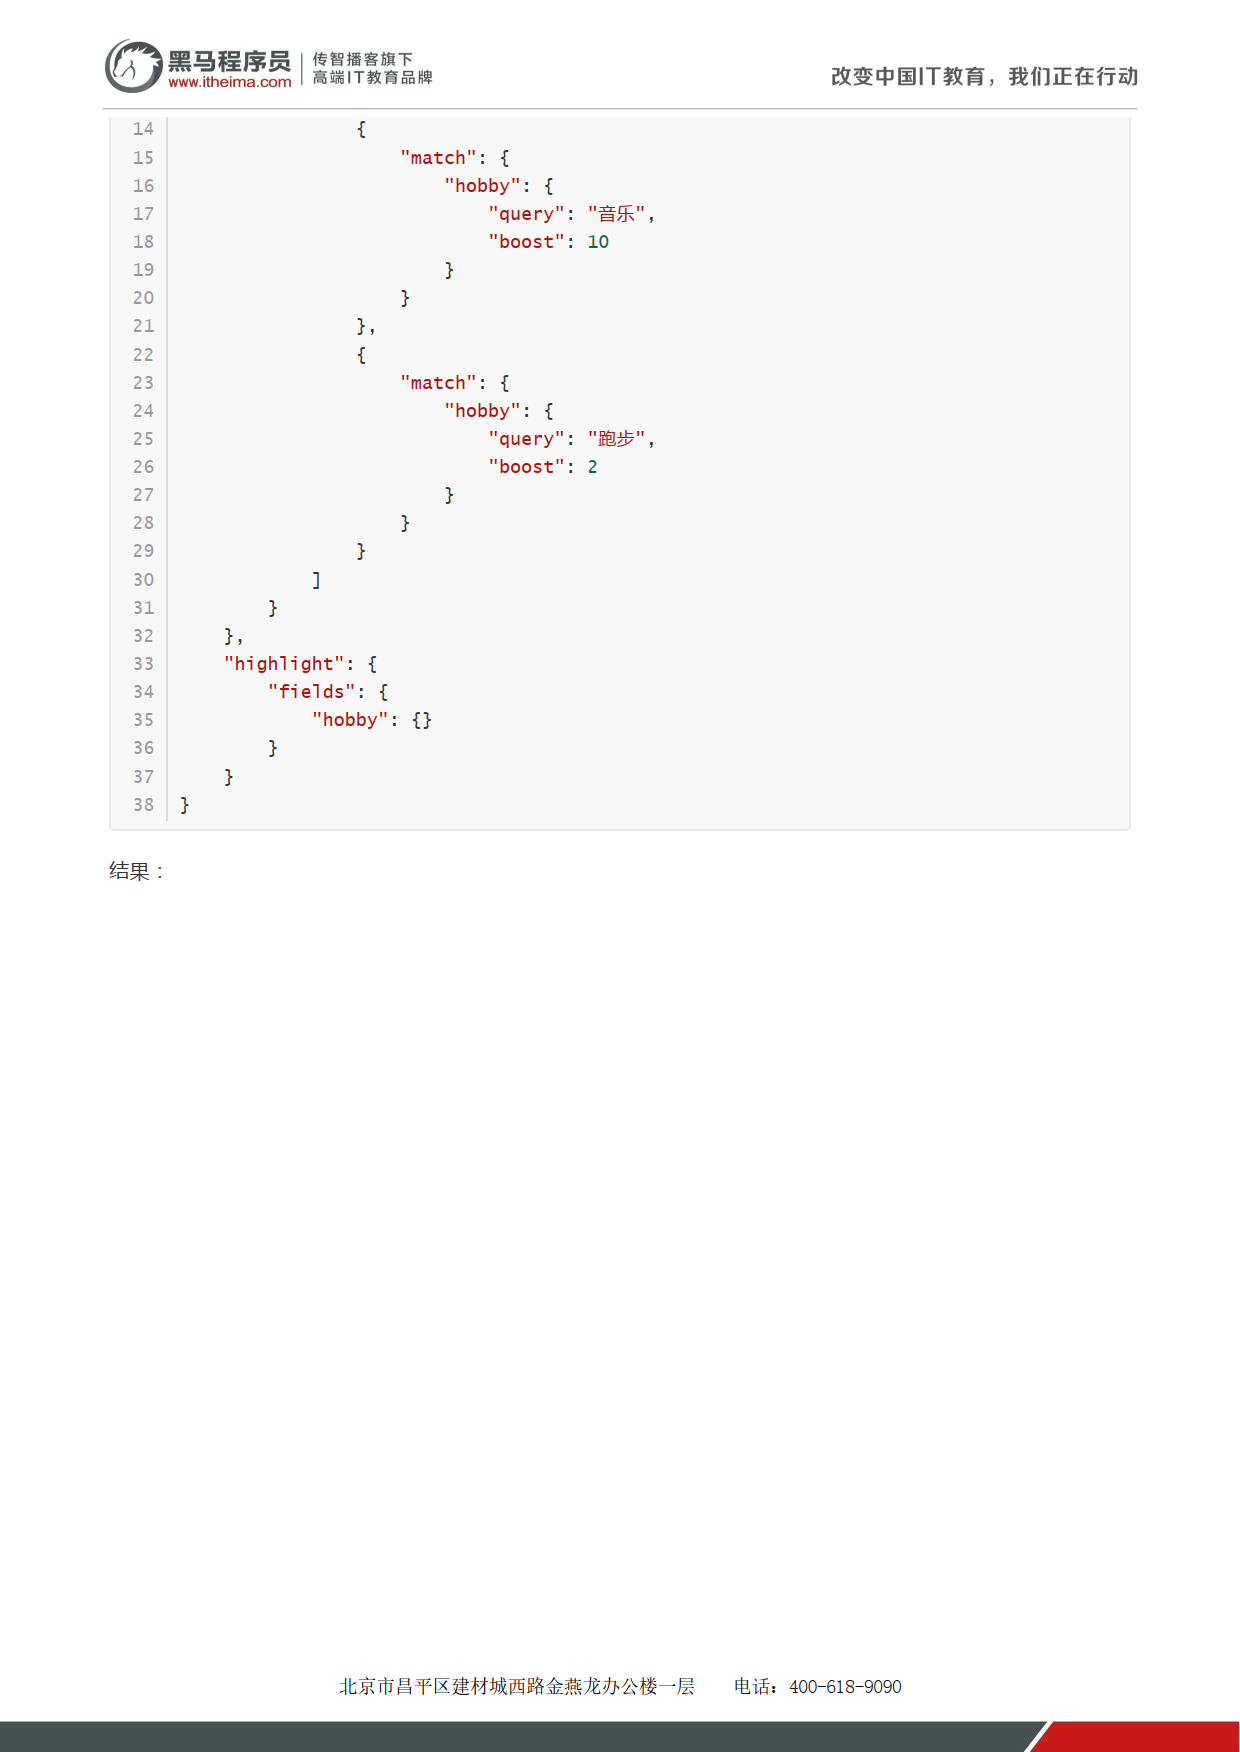 黑马程序员
www.itheima.com
传智播客旗下
高端IT教育品牌
改变中国IT教育，我们正在行动
14                 {
15                     "match": {
16                         "hobby": {
17                             "query": "音乐",
18                             "boost": 10
19                         }
20                     }
21                 },
22                 {
23                     "match": {
24                         "hobby": {
25                             "query": "跑步",
26                             "boost": 2
27                         }
28                     }
29                 }
30             ]
31         }
32     },
33     "highlight": {
34         "fields": {
35             "hobby": {}
36         }
37     }
38 }
结果：
北京市昌平区建材城西路金燕龙办公楼一层 电话：400-618-9090